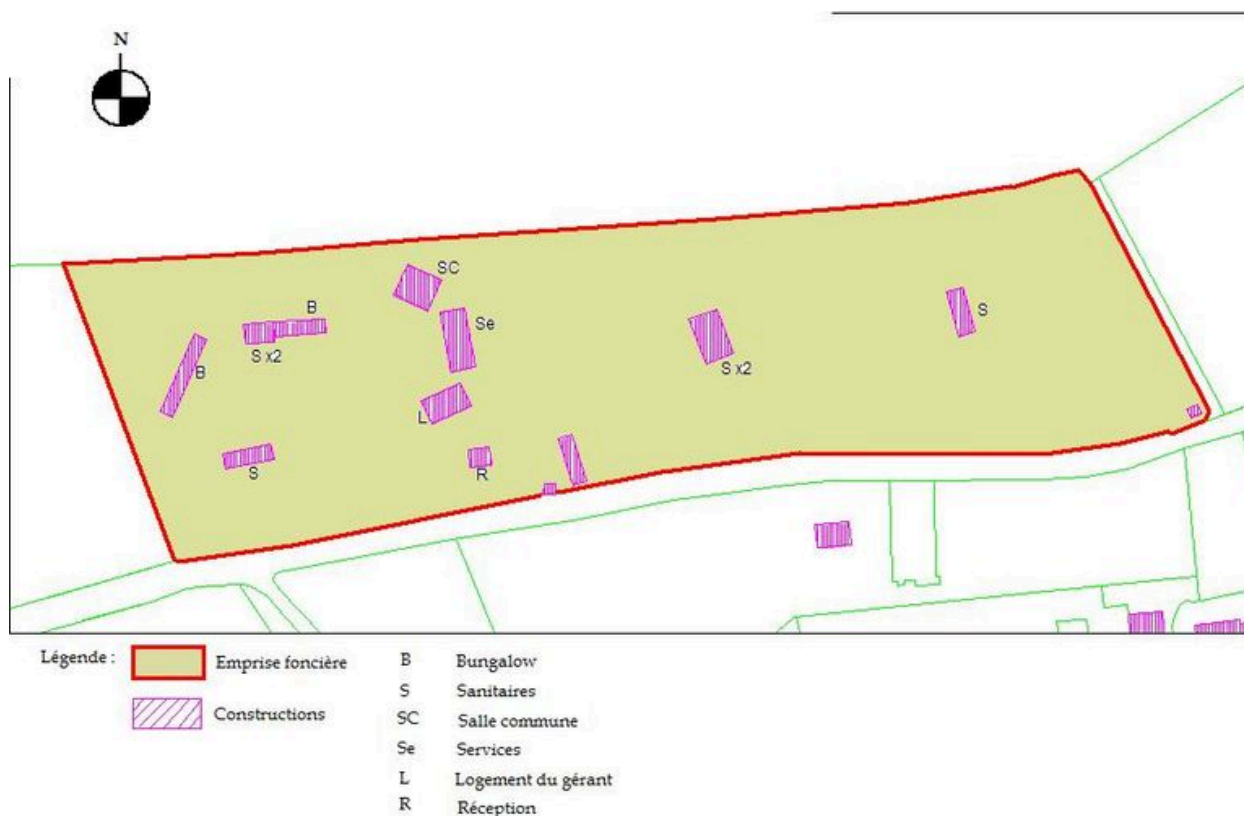 N
SC
B
Se
S
S x2
B
S x2
L
S
R
Légende :
Emprise foncière
Constructions
B Bungalow
S Sanitaires
SC Salle commune
Se Services
L Logement du gérant
R Réception